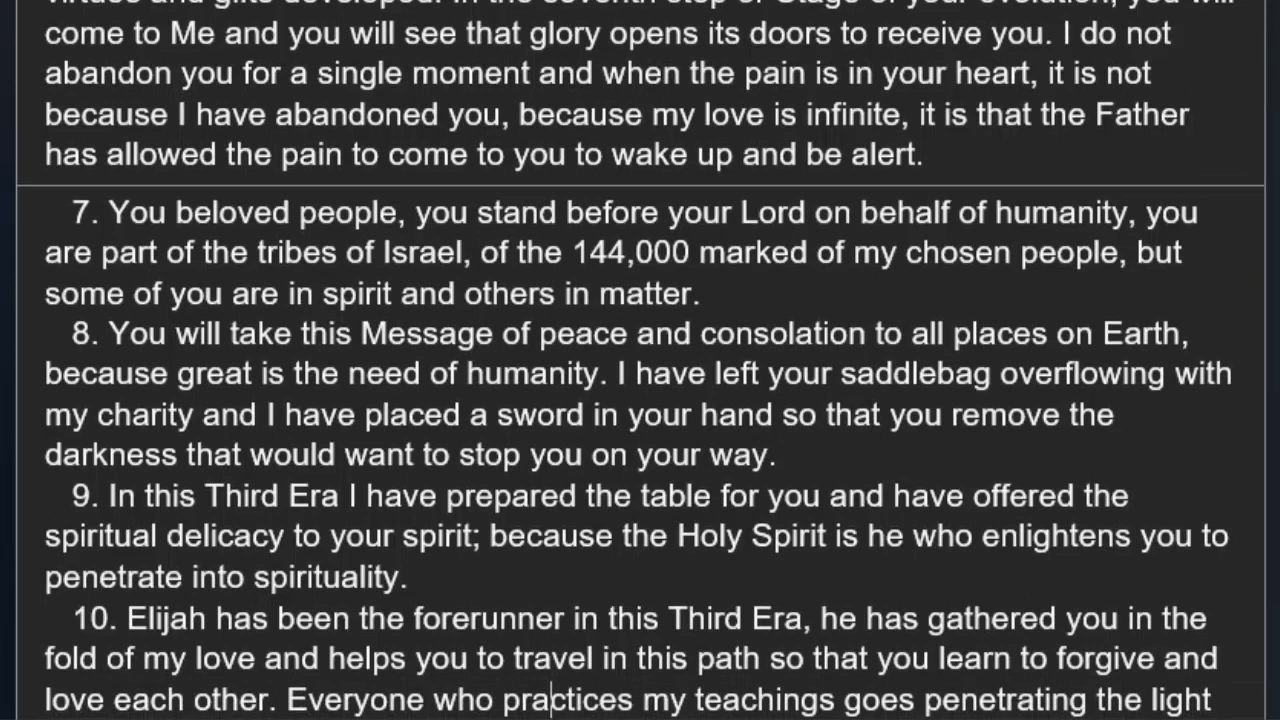 come to Me and you will see that glory opens its doors to receive you. I do not
abandon you for a single moment and when the pain is in your heart, it is not
because I have abandoned you, because my love is infinite, it is that the Father
has allowed the pain to come to you to wake up and be alert.
7. You beloved people, you stand before your Lord on behalf of humanity, you
are part of the tribes of Israel, of the 144,000 marked of my chosen people, but
some of you are in spirit and others in matter.
8. You will take this Message of peace and consolation to all places on Earth,
because great is the need of humanity. I have left your saddlebag overflowing with
my charity and I have placed a sword in your hand so that you remove the
darkness that would want to stop you on your way.
9. In this Third Era I have prepared the table for you and have offered the
spiritual delicacy to your spirit; because the Holy Spirit is he who enlightens you to
penetrate into spirituality.
10. Elijah has been the forerunner in this Third Era, he has gathered you in the
fold of my love and helps you to travel in this path so that you learn to forgive and
love each other. Everyone who practices my teachings goes penetrating the light